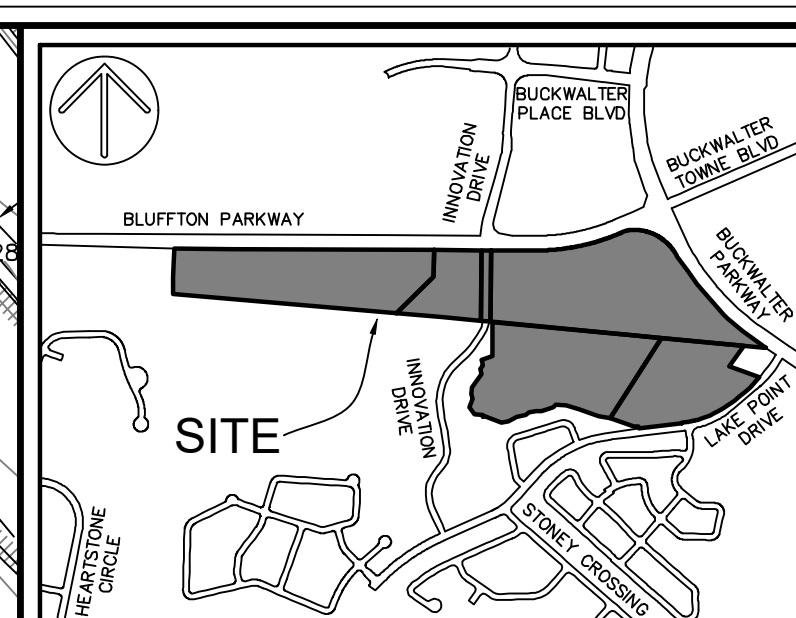 BUCKWALTER
PLACE BLVD
BUCKWALTER
TOWNE BLVD
INNOVATION
DRIVE
BLUFFTON PARKWAY
BUCKWALTER
PARKWAY
INNOVATION
DRIVE
SITE
LAKE POINT
DRIVE
HEARTSTONE
CIRCLE
STONEY CROSSING